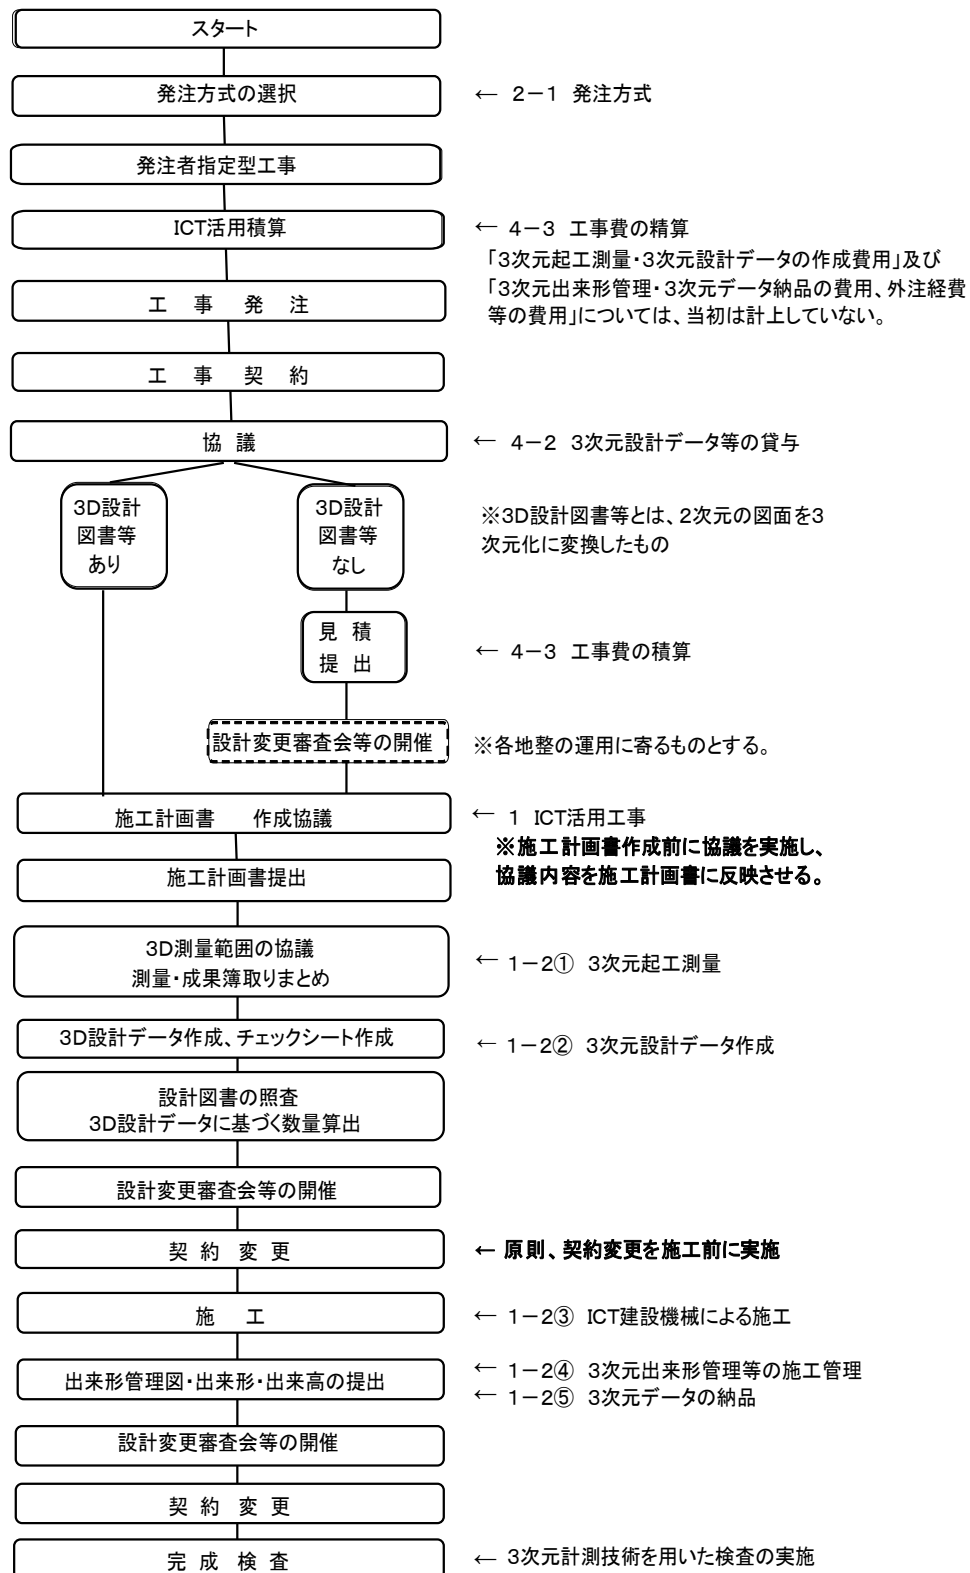 スタート
発注方式の選択
← 2－1 発注方式
発注者指定型工事
ICT活用積算
← 4－3 工事費の精算
「3次元起工測量・3次元設計データの作成費用」及び
「3次元出来形管理・3次元データ納品の費用、外注経費
等の費用」については、当初は計上していない。
工 事 発 注
工 事 契 約
協 議
← 4－2 3次元設計データ等の貸与
3D設計
図書等
あり
3D設計
図書等
なし
※3D設計図書等とは、2次元の図面を3
次元化に変換したもの
見 積
提 出
← 4－3 工事費の積算
設計変更審査会等の開催
※各地整の運用に寄るものとする。
施工計画書 作成協議
← 1 ICT活用工事
※施工計画書作成前に協議を実施し、
協議内容を施工計画書に反映させる。
施工計画書提出
3D測量範囲の協議
測量・成果簿取りまとめ
← 1－2① 3次元起工測量
3D設計データ作成、チェックシート作成
← 1－2② 3次元設計データ作成
設計図書の照査
3D設計データに基づく数量算出
設計変更審査会等の開催
契 約 変 更
← 原則、契約変更を施工前に実施
施 工
← 1－2③ ICT建設機械による施工
出来形管理図・出来形・出来高の提出
← 1－2④ 3次元出来形管理等の施工管理
← 1－2⑤ 3次元データの納品
設計変更審査会等の開催
契 約 変 更
完 成 検 査
← 3次元計測技術を用いた検査の実施